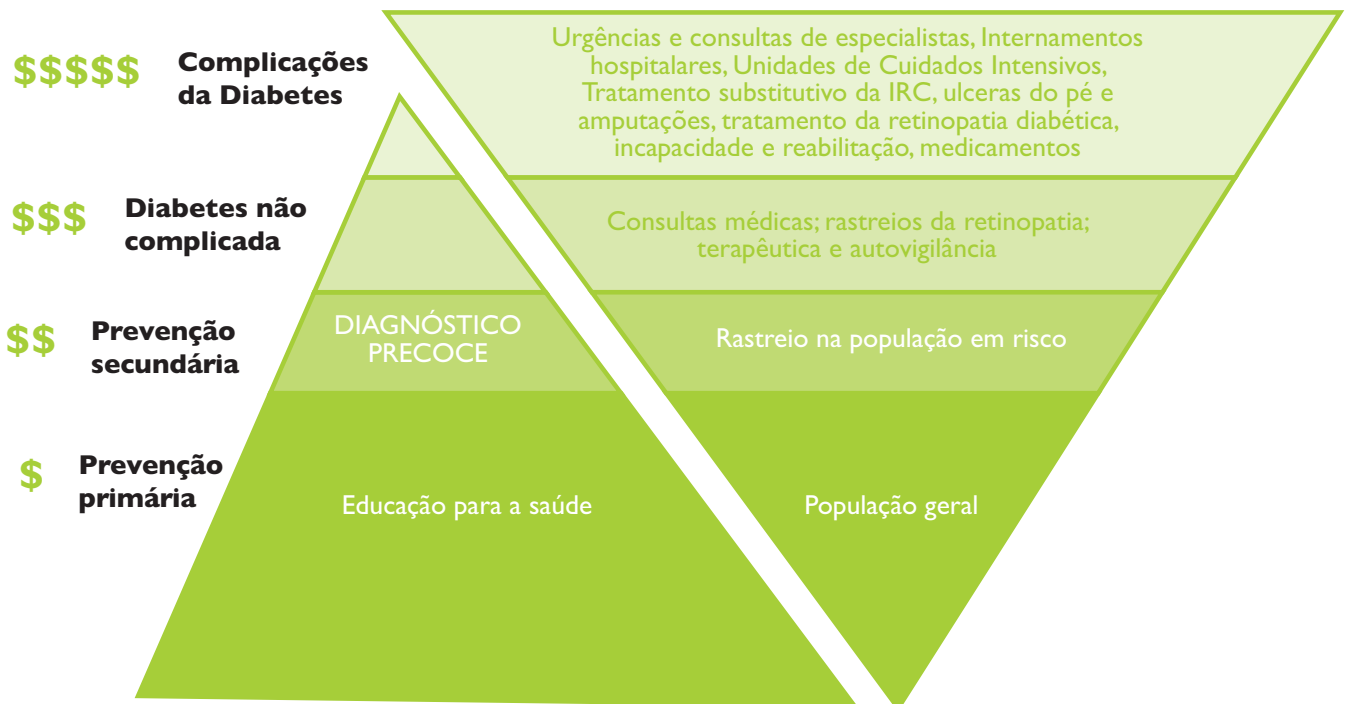 $$$$$
Complicações
da Diabetes
Urgências e consultas de especialistas, Internamentos
hospitalares, Unidades de Cuidados Intensivos,
Tratamento substitutivo da IRC, ulceras do pé e
amputações, tratamento da retinopatia diabética,
incapacidade e reabilitação, medicamentos
$$$
Diabetes não
complicada
Consultas médicas; rastreios da retinopatia;
terapêutica e autovigilância
$$
Prevenção
secundária
DIAGNÓSTICO
PRECOCE
Rastreio na população em risco
$
Prevenção
primária
Educação para a saúde
População geral